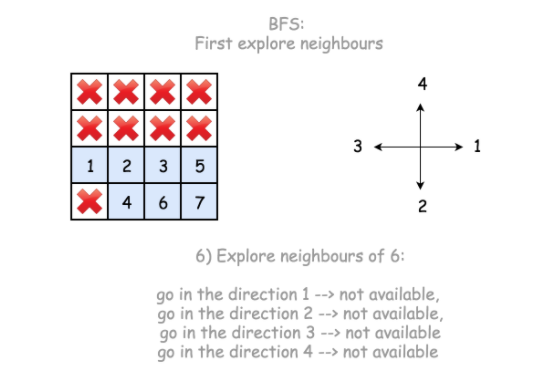 BFS:
First explore neighbours
4
3
1
2
1 2 3 5
4 6 7
6) Explore neighbours of 6:
go in the direction 1 --> not available,
go in the direction 2 --> not available,
go in the direction 3 --> not available
go in the direction 4 --> not available